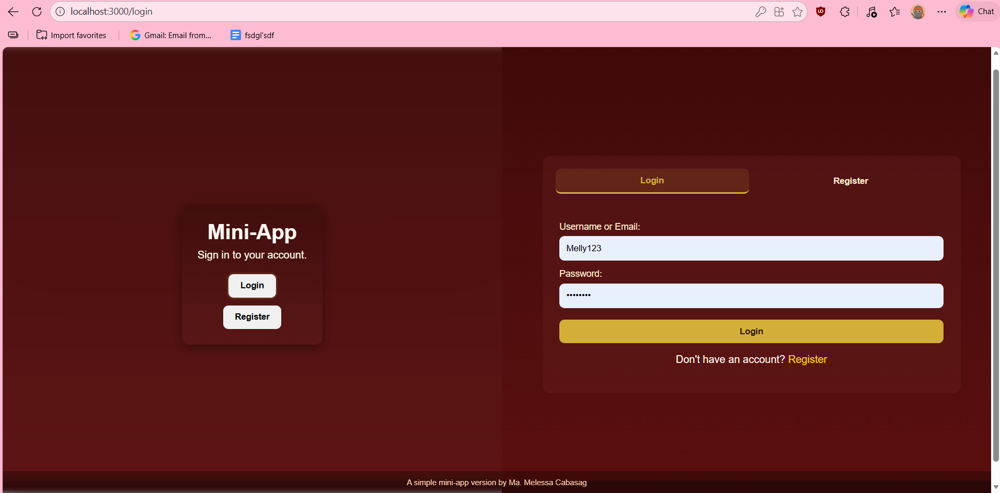 localhost:3000/login
Chat
Import favorites
Gmail: Email from...
fsdgl'sdf
Mini-App
Sign in to your account.
Login
Register
Login
Register
Username or Email:
Melly123
Password:
••••••••
Login
Don't have an account? Register
A simple mini-app version by Ma. Melessa Cabasag